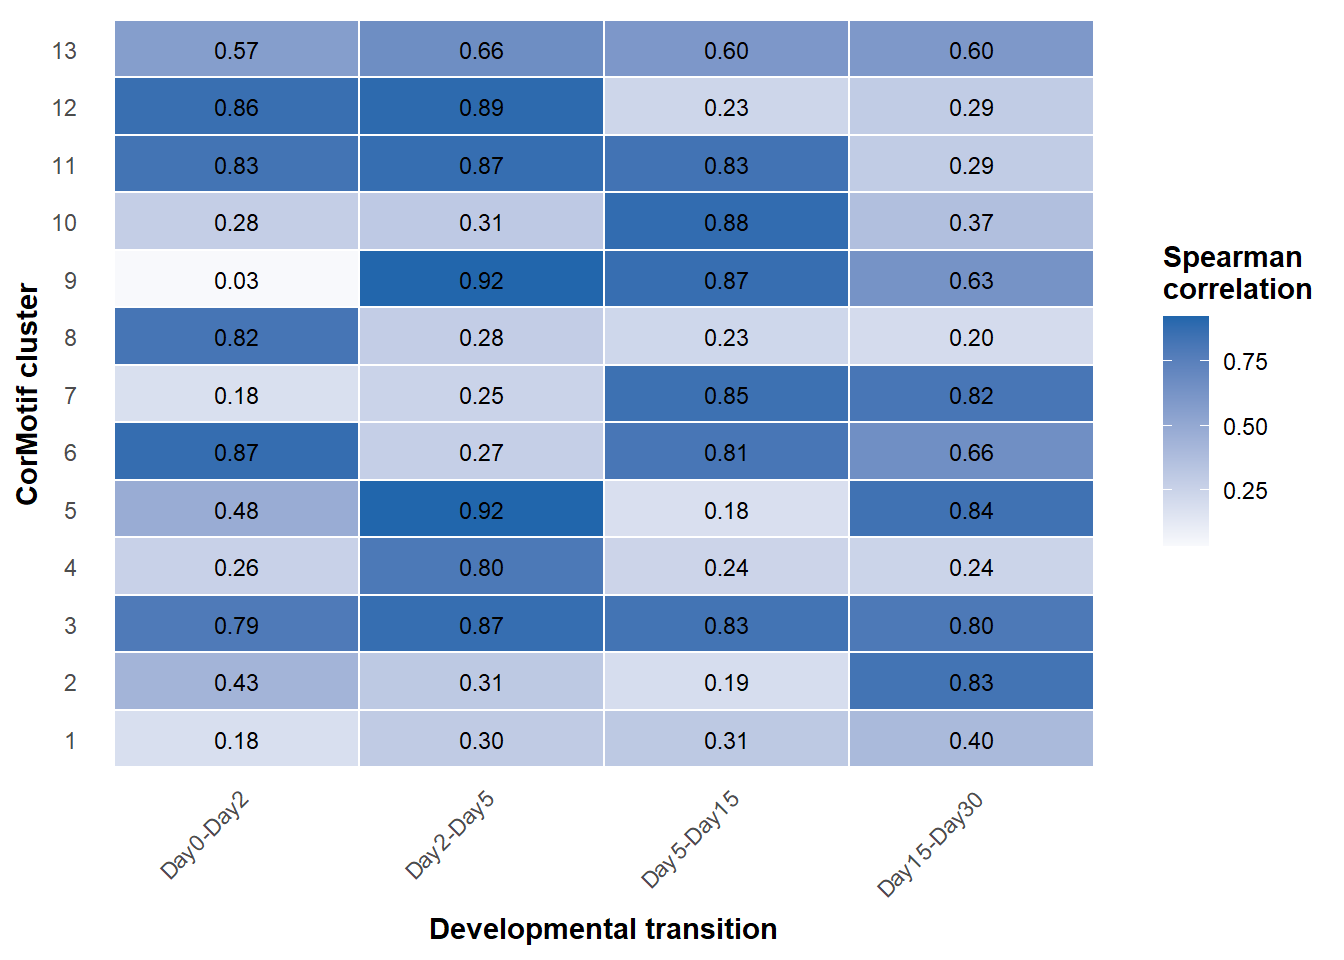 13 0.57 0.66 0.60 0.60
12 0.86 0.89 0.23 0.29
11 0.83 0.87 0.83 0.29
10 0.28 0.31 0.88 0.37
9 0.03 0.92 0.87 0.63
8 0.82 0.28 0.23 0.20
7 0.18 0.25 0.85 0.82
6 0.87 0.27 0.81 0.66
5 0.48 0.92 0.18 0.84
4 0.26 0.80 0.24 0.24
3 0.79 0.87 0.83 0.80
2 0.43 0.31 0.19 0.83
1 0.18 0.30 0.31 0.40
CorMotif cluster
Day0-Day2 Day2-Day5 Day5-Day15 Day15-Day30
Developmental transition
Spearman
correlation
0.75
0.50
0.25